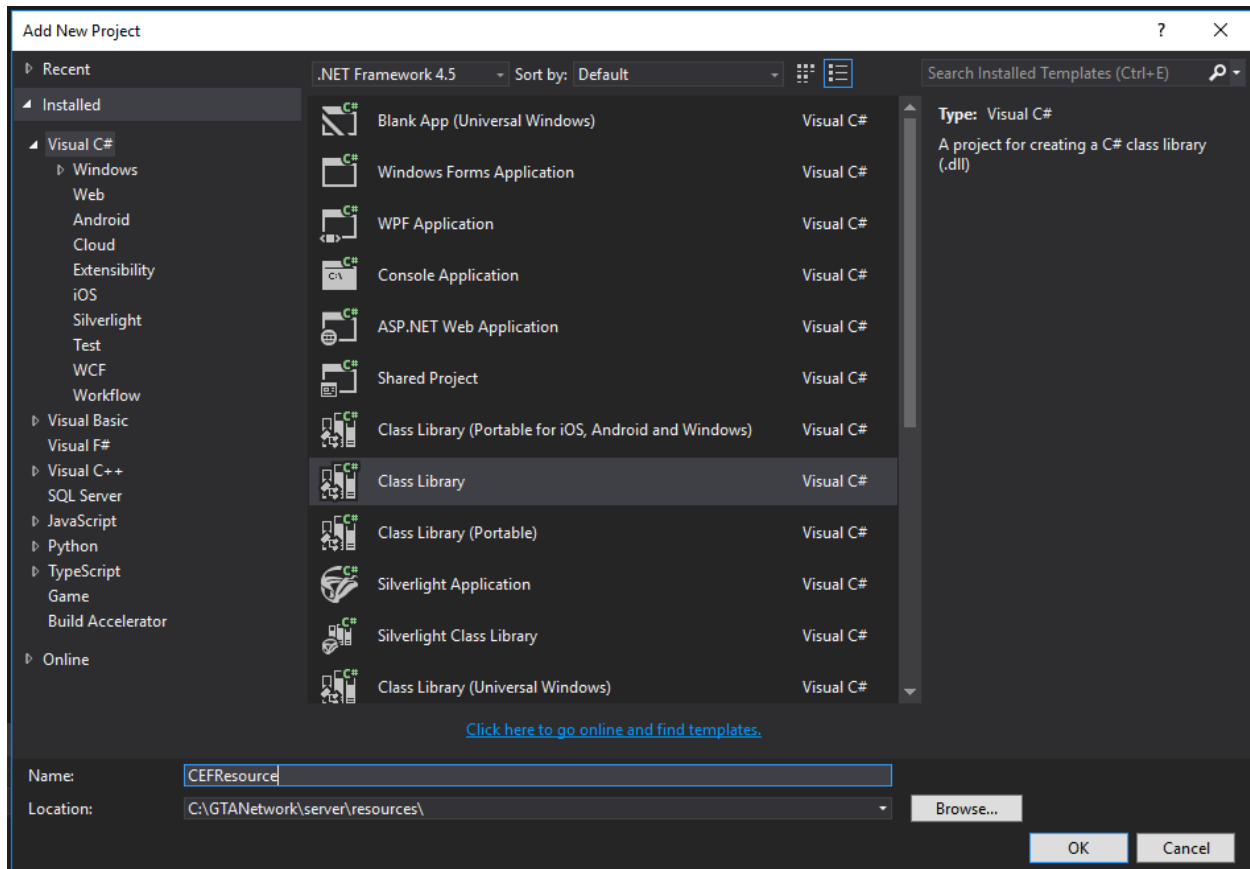 Add New Project
?
Recent
.NET Framework 4.5
Sort by: Default
Search Installed Templates (Ctrl+E)
Installed
Visual C#
Windows
Web
Android
Cloud
Extensibility
iOS
Silverlight
Test
WCF
Workflow
Visual Basic
Visual F#
Visual C++
SQL Server
JavaScript
Python
TypeScript
Game
Build Accelerator
Online
Blank App (Universal Windows) Visual C#
Windows Forms Application Visual C#
WPF Application Visual C#
Console Application Visual C#
ASP.NET Web Application Visual C#
Shared Project Visual C#
Class Library (Portable for iOS, Android and Windows) Visual C#
Class Library Visual C#
Class Library (Portable) Visual C#
Silverlight Application Visual C#
Silverlight Class Library Visual C#
Class Library (Universal Windows) Visual C#
Click here to go online and find templates.
Type: Visual C#
A project for creating a C# class library
(.dll)
Name: CEFResource
Location: C:\GTANetwork\server\resources\
Browse...
OK Cancel